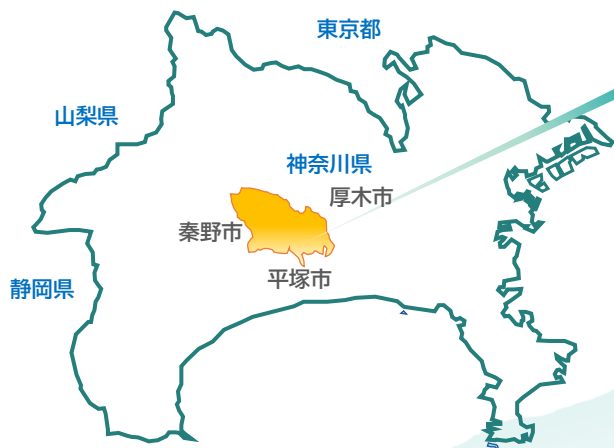 東京都
山梨県
神奈川県
厚木市
秦野市
平塚市
静岡県